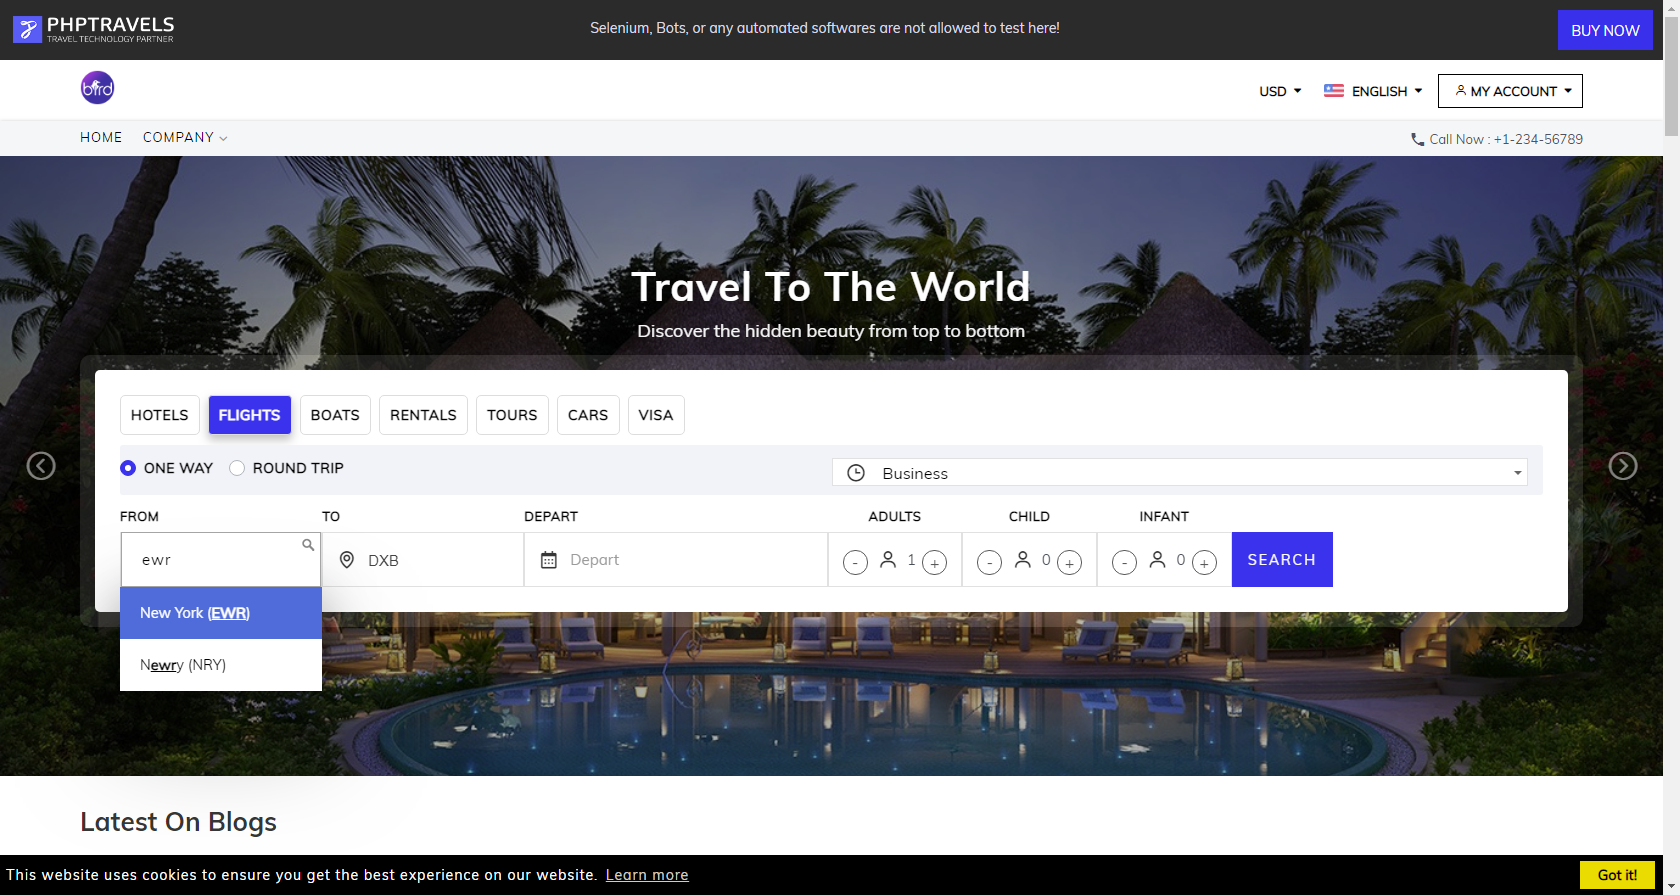 PHPTRAVELS
TRAVEL TECHNOLOGY PARTNER
Selenium, Bots, or any automated softwares are not allowed to test here!
BUY NOW
bird
USD
ENGLISH
MY ACCOUNT
HOME
COMPANY
Call Now : +1-234-56789
Travel To The World
Discover the hidden beauty from top to bottom
HOTELS
FLIGHTS
BOATS
RENTALS
TOURS
CARS
VISA
ONE WAY
ROUND TRIP
Business
FROM
TO
DEPART
ADULTS
CHILD
INFANT
ewr
DXB
Depart
- 1 +
- 0 +
- 0 +
SEARCH
New York (EWR)
Newry (NRY)
Latest On Blogs
This website uses cookies to ensure you get the best experience on our website. Learn more
Got it!